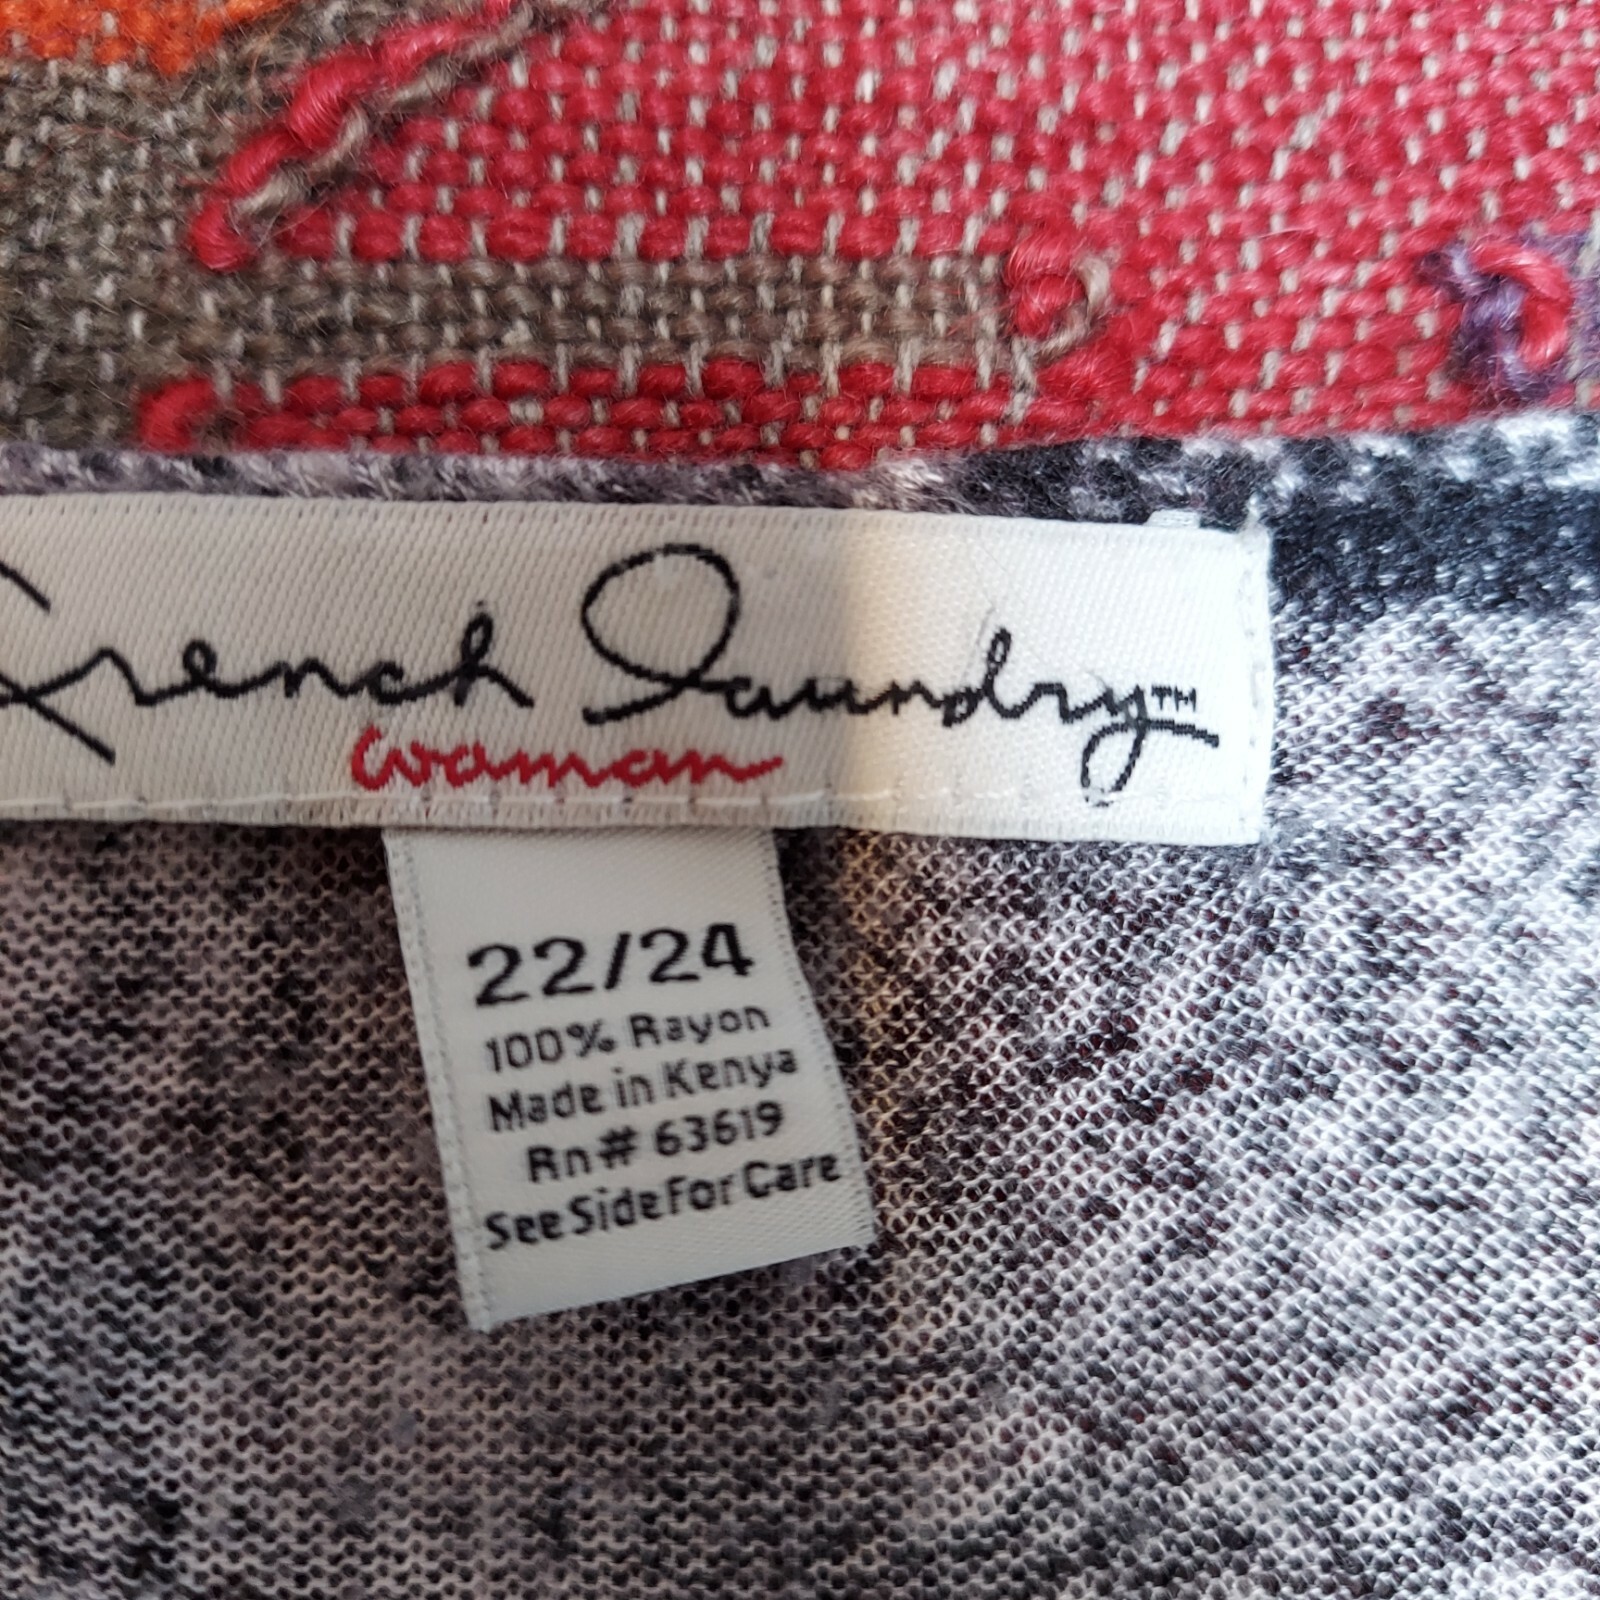 French Laundry™
woman
22/24
100% Rayon
Made in Kenya
Rn# 63619
See Side For Care